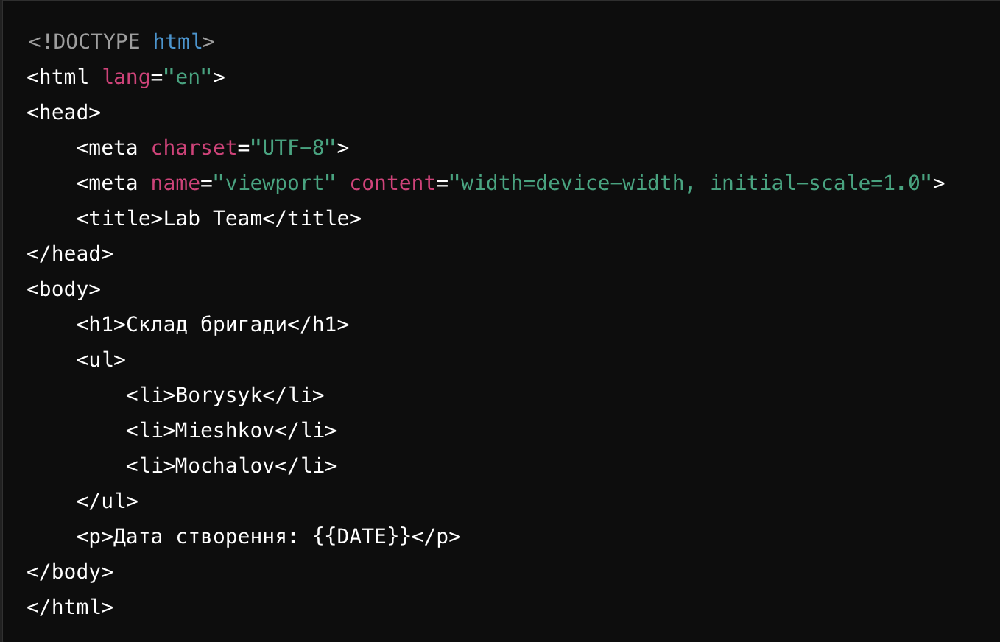 <!DOCTYPE html>
<html lang="en">
<head>
    <meta charset="UTF-8">
    <meta name="viewport" content="width=device-width, initial-scale=1.0">
    <title>Lab Team</title>
</head>
<body>
    <h1>Склад бригади</h1>
    <ul>
        <li>Borysyk</li>
        <li>Mieshkov</li>
        <li>Mochalov</li>
    </ul>
    <p>Дата створення: {{DATE}}</p>
</body>
</html>